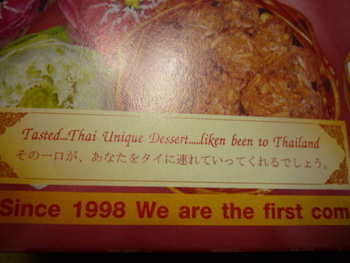 Tasted...Thai Unique Dessert.....liken been to Thailand
その一口が、あなたをタイに連れていってくれるでしょう。
Since 1998 We are the first com